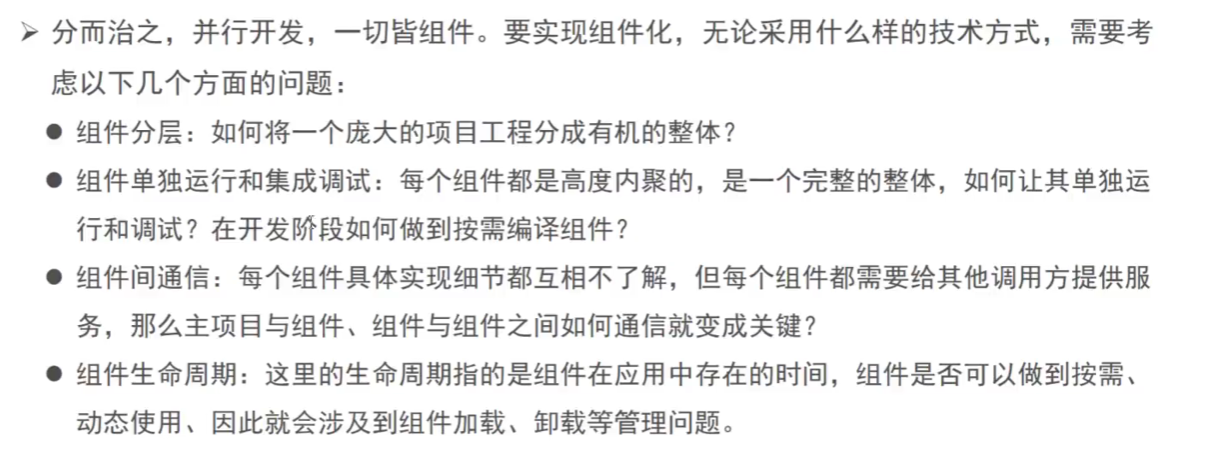 ➢ 分而治之，并行开发，一切皆组件。要实现组件化，无论采用什么样的技术方式，需要考
虑以下几个方面的问题：
● 组件分层：如何将一个庞大的项目工程分成有机的整体？
● 组件单独运行和集成调试：每个组件都是高度内聚的，是一个完整的整体，如何让其单独运
行和调试？在开发阶段如何做到按需编译组件？
● 组件间通信：每个组件具体实现细节都互相不了解，但每个组件都需要给其他调用方提供服
务，那么主项目与组件、组件与组件之间如何通信就变成关键？
● 组件生命周期：这里的生命周期指的是组件在应用中存在的时间，组件是否可以做到按需、
动态使用、因此就会涉及到组件加载、卸载等管理问题。